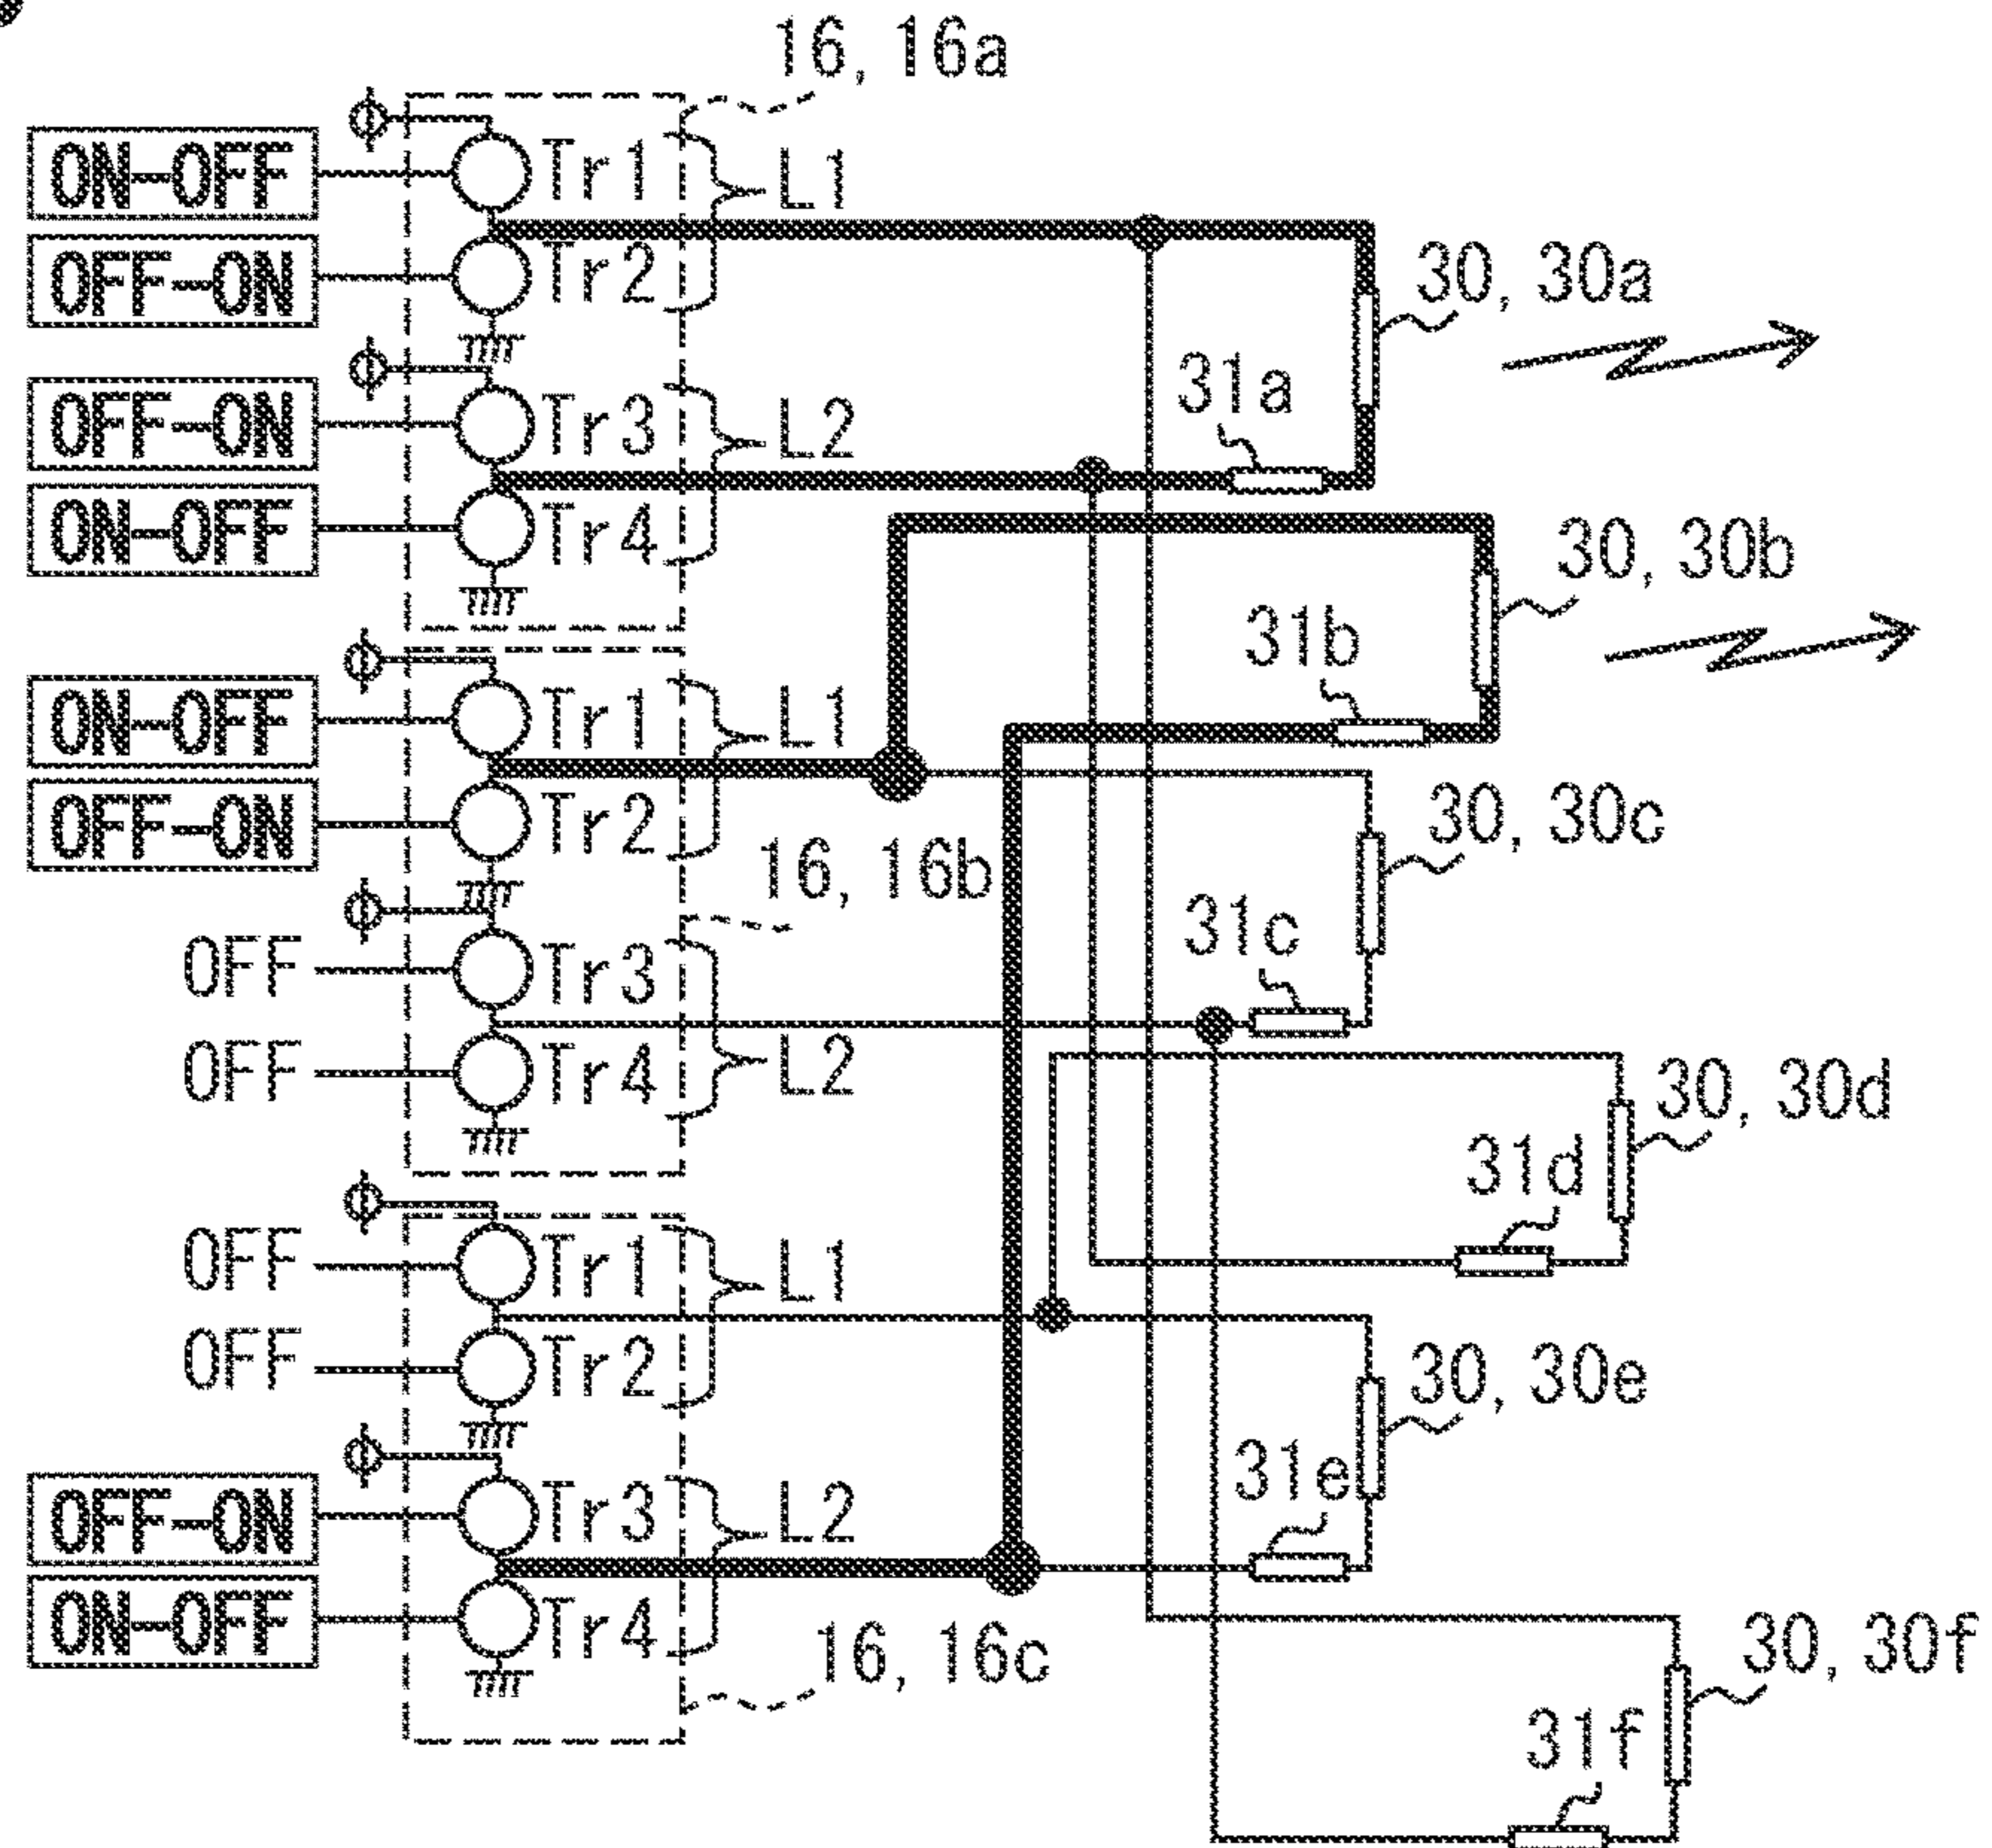 16, 16a
ON-OFF Tr1 L1
OFF-ON Tr2 30, 30a
31a
OFF-ON Tr3 L2
ON-OFF Tr4 30, 30b
31b
ON-OFF Tr1 L1
OFF-ON Tr2 30, 30c
16, 16b
31c
OFF Tr3
OFF Tr4 L2 30, 30d
31d
OFF Tr1 L1
OFF Tr2 30, 30e
31e
OFF-ON Tr3 L2
ON-OFF Tr4 16, 16c 30, 30f
31f